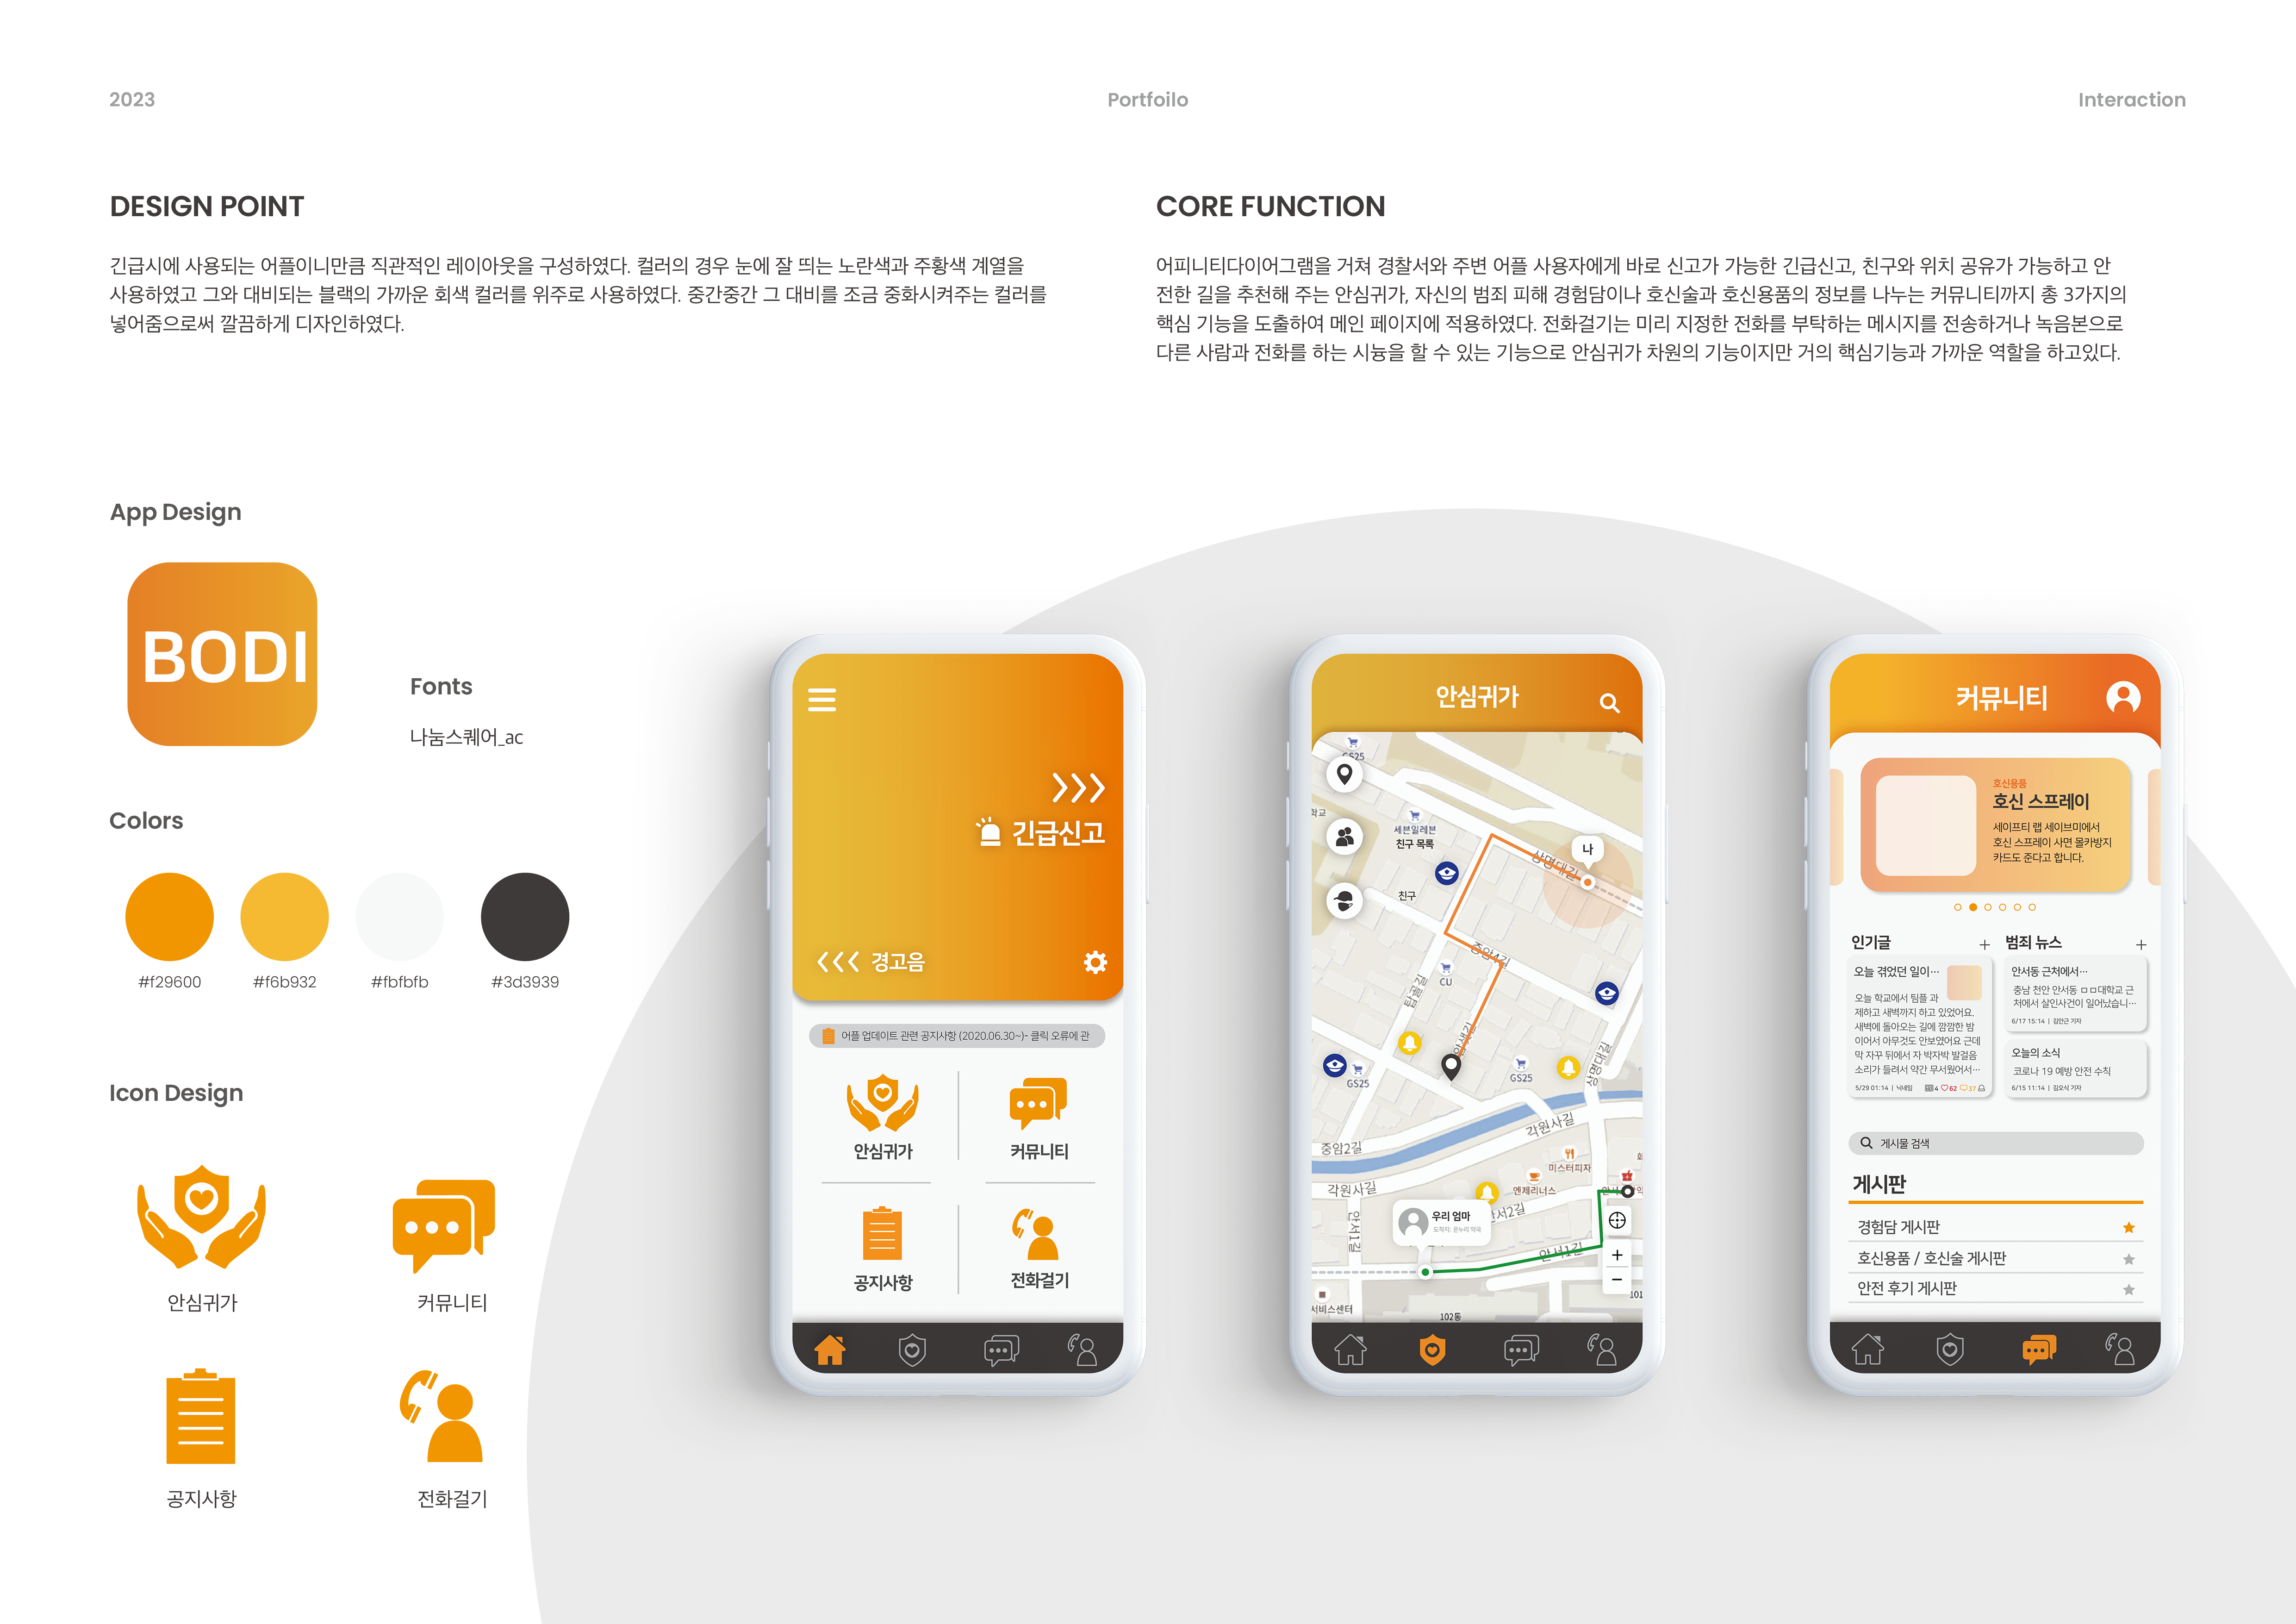 2023
Portfoilo
Interaction
DESIGN POINT
긴급시에 사용되는 어플이니만큼 직관적인 레이아웃을 구성하였다. 컬러의 경우 눈에 잘 띄는 노란색과 주황색 계열을
사용하였고 그와 대비되는 블랙의 가까운 회색 컬러를 위주로 사용하였다. 중간중간 그 대비를 조금 중화시켜주는 컬러를
넣어줌으로써 깔끔하게 디자인하였다.
CORE FUNCTION
어피니티다이어그램을 거쳐 경찰서와 주변 어플 사용자에게 바로 신고가 가능한 긴급신고, 친구와 위치 공유가 가능하고 안
전한 길을 추천해 주는 안심귀가, 자신의 범죄 피해 경험담이나 호신술과 호신용품의 정보를 나누는 커뮤니티까지 총 3가지의
핵심 기능을 도출하여 메인 페이지에 적용하였다. 전화걸기는 미리 지정한 전화를 부탁하는 메시지를 전송하거나 녹음본으로
다른 사람과 전화를 하는 시늉을 할 수 있는 기능으로 안심귀가 차원의 기능이지만 거의 핵심기능과 가까운 역할을 하고있다.
App Design
BODI
Fonts
나눔스퀘어_ac
Colors
#f29600
#f6b932
#fbfbfb
#3d3939
Icon Design
안심귀가
커뮤니티
공지사항
전화걸기
긴급신고
경고음
어플 업데이트 관련 공지사항 (2020.06.30~)- 클릭 오류에 관
안심귀가
커뮤니티
공지사항
전화걸기
안심귀가
GS25
학교
세븐일레븐
친구 목록
상명대길
나
친구
중암4길
CU
탑골길
GS25
GS25
상명대길
각원사길
중암2길
미스터피자
각원사길
엔제리너스
안서1길
우리 엄마
도착지: 온누리 약국
안서2길
안서1길
서비스센터
102동
101
커뮤니티
호신용품
호신 스프레이
세이프티 랩 세이브미에서
호신 스프레이 사면 몰카방지
카드도 준다고 합니다.
인기글
오늘 겪었던 일이…
오늘 학교에서 팀플 과
제하고 새벽까지 하고 있었어요.
새벽에 돌아오는 길에 깜깜한 밤
이어서 아무것도 안보였어요 근데
막 자꾸 뒤에서 자 박자박 발걸음
소리가 들려서 약간 무서웠어서…
5/29 01:14 | 닉네임 4 62 37
범죄 뉴스
안서동 근처에서…
충남 천안 안서동 ㅁㅁ대학교 근
처에서 살인사건이 일어났습니…
6/17 15:14 | 김안근 기자
오늘의 소식
코로나 19 예방 안전 수칙
6/15 11:14 | 김오식 기자
게시물 검색
게시판
경험담 게시판
호신용품 / 호신술 게시판
안전 후기 게시판